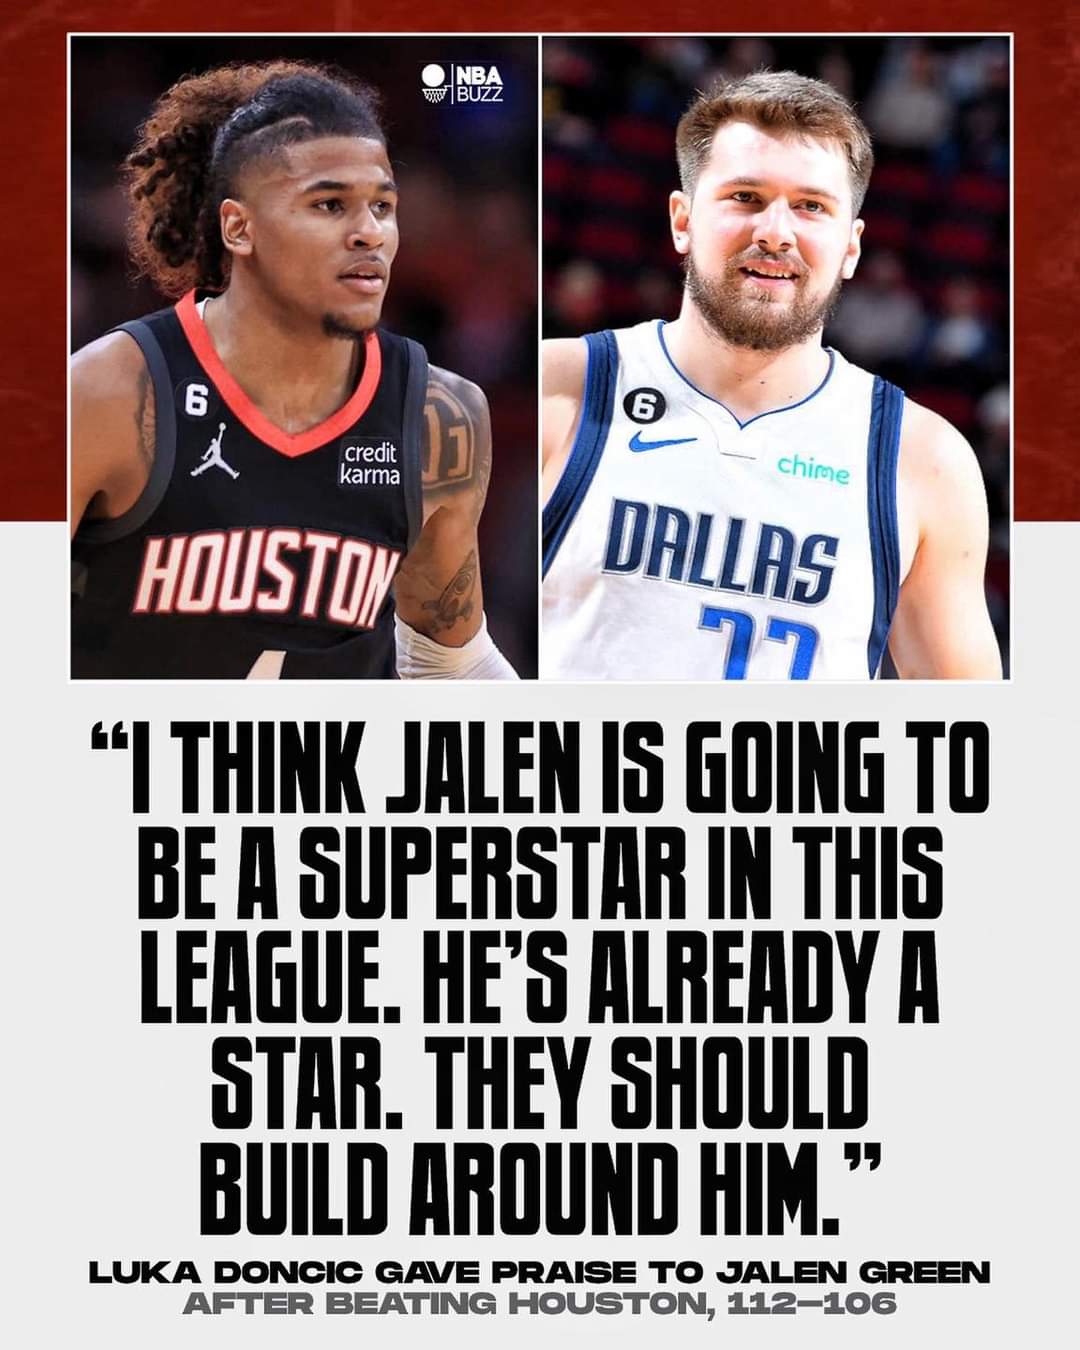 NBA
BUZZ
6
credit
karma
HOUSTON
6
chime
DALLAS
77
“I THINK JALEN IS GOING TO
BE A SUPERSTAR IN THIS
LEAGUE. HE’S ALREADY A
STAR. THEY SHOULD
BUILD AROUND HIM.”
LUKA DONCIC GAVE PRAISE TO JALEN GREEN
AFTER BEATING HOUSTON, 112–106